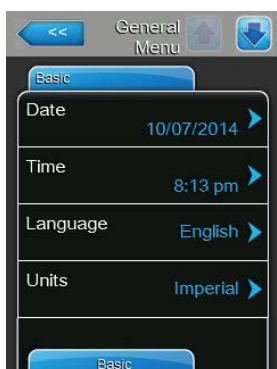 <<
General
Menu
Basic
Date
10/07/2014
Time
8:13 pm
Language
English
Units
Imperial
Basic